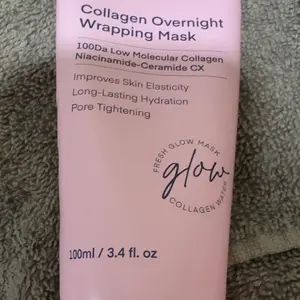 Collagen Overnight
Wrapping Mask
100Da Low Molecular Collagen
Niacinamide-Ceramide CX
Improves Skin Elasticity
Long-Lasting Hydration
Pore Tightening
FRESH GLOW MASK
glow
COLLAGEN WATER
100ml / 3.4 fl. oz